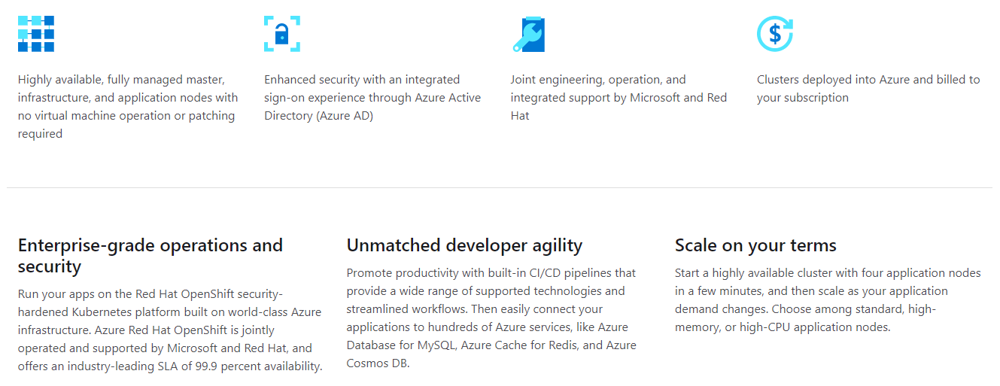 Highly available, fully managed master,
infrastructure, and application nodes with
no virtual machine operation or patching
required
Enhanced security with an integrated
sign-on experience through Azure Active
Directory (Azure AD)
Joint engineering, operation, and
integrated support by Microsoft and Red
Hat
$
Clusters deployed into Azure and billed to
your subscription
Enterprise-grade operations and
security
Run your apps on the Red Hat OpenShift security-
hardened Kubernetes platform built on world-class Azure
infrastructure. Azure Red Hat OpenShift is jointly
operated and supported by Microsoft and Red Hat, and
offers an industry-leading SLA of 99.9 percent availability.
Unmatched developer agility
Promote productivity with built-in CI/CD pipelines that
provide a wide range of supported technologies and
streamlined workflows. Then easily connect your
applications to hundreds of Azure services, like Azure
Database for MySQL, Azure Cache for Redis, and Azure
Cosmos DB.
Scale on your terms
Start a highly available cluster with four application nodes
in a few minutes, and then scale as your application
demand changes. Choose among standard, high-
memory, or high-CPU application nodes.